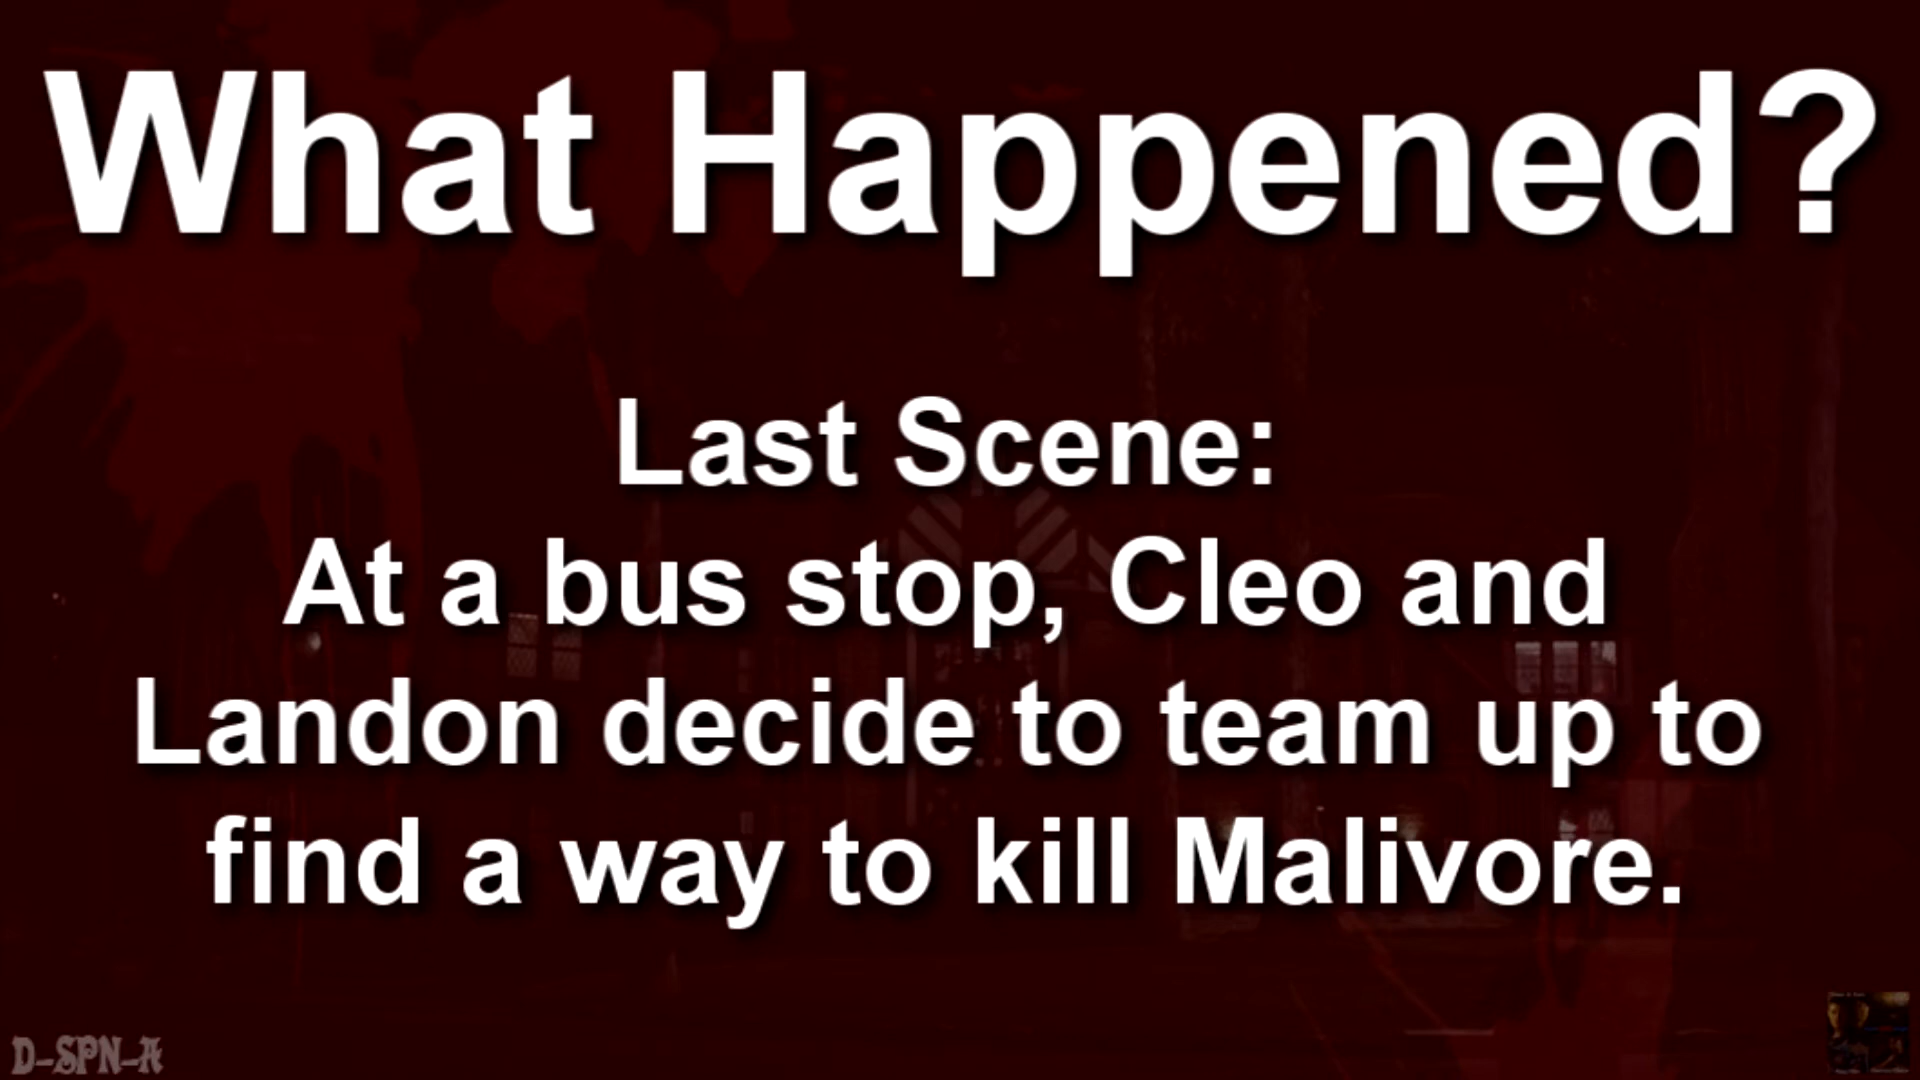 What Happened?
Last Scene:
At a bus stop, Cleo and
Landon decide to team up to
find a way to kill Malivore.
D-SPN-A